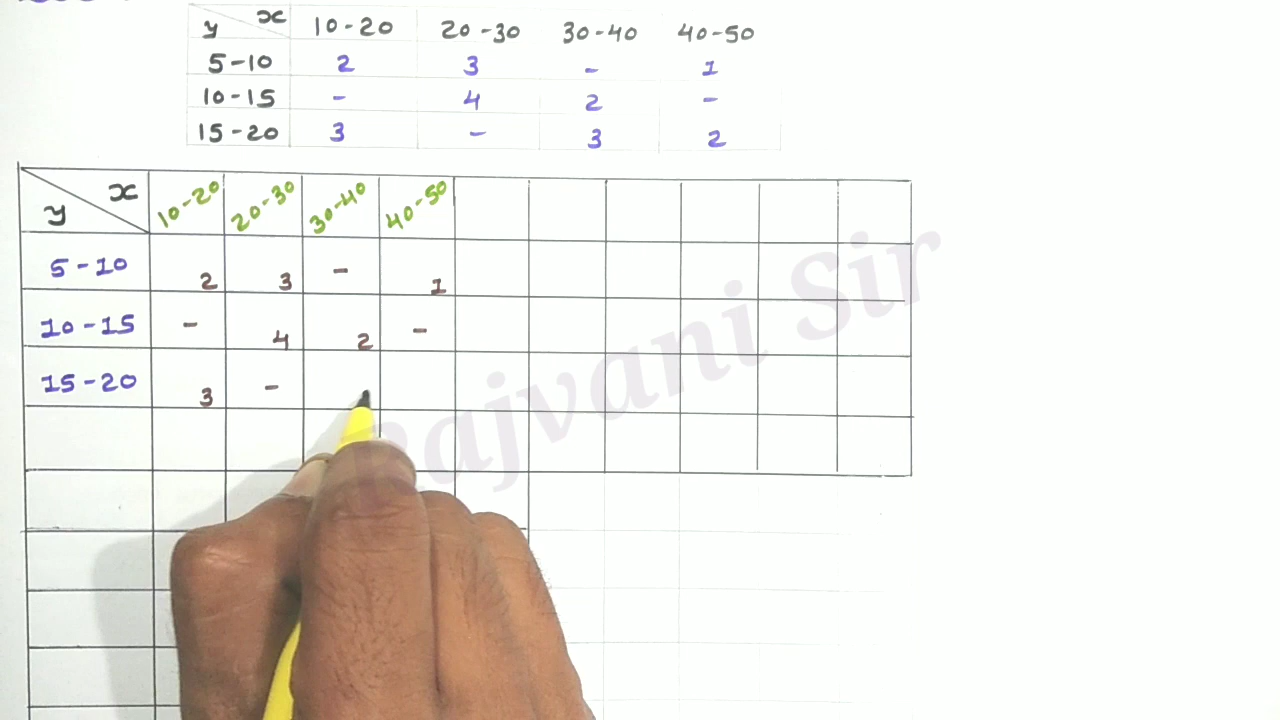 y x 10-20 20-30 30-40 40-50
5-10 2 3 - 1
10-15 - 4 2 -
15-20 3 - 3 2
y x 10-20 20-30 30-40 40-50
5-10 2 3 - 1
10-15 - 4 2 -
15-20 3 -
Rajvani Sir